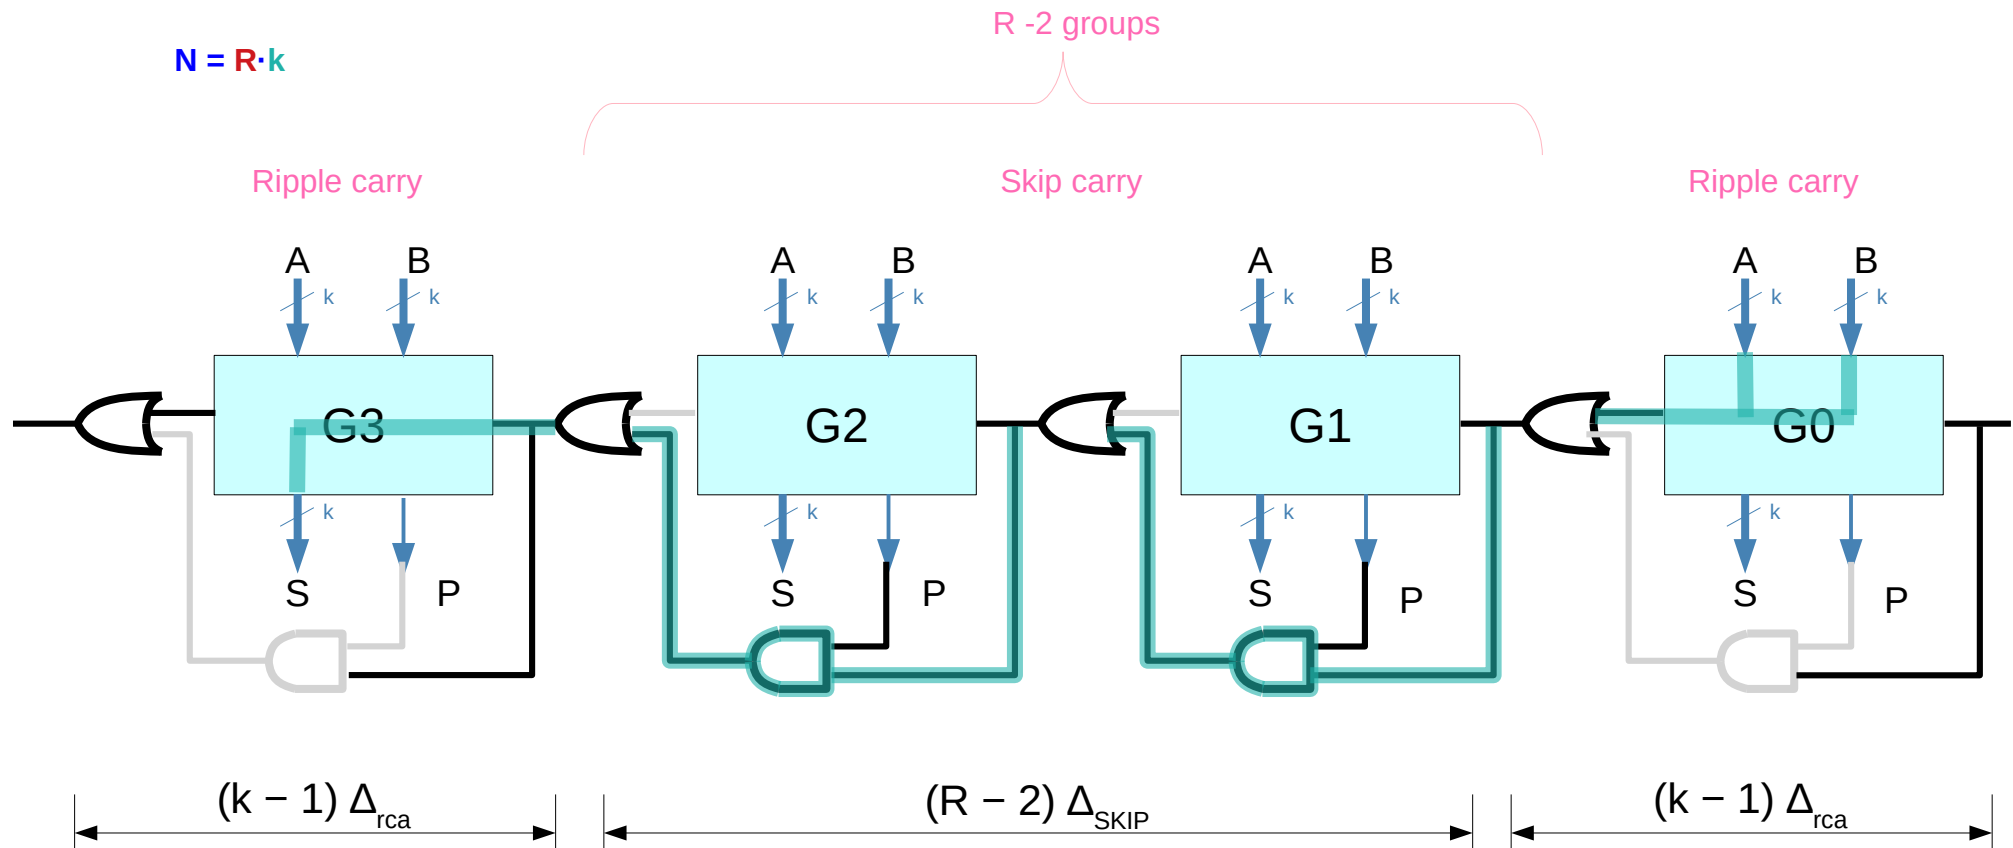 R -2 groups
N = R·k
Ripple carry
Skip carry
Ripple carry
A B A B A B A B
k k k k k k k k
G3 G2 G1 G0
k k k k
S P S P S P S P
(k − 1) Δrca
(R − 2) ΔSKIP
(k − 1) Δrca